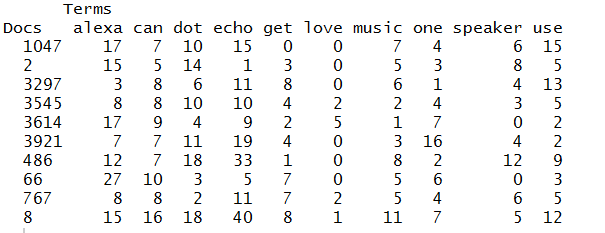 Terms
Docs alexa can dot echo get love music one speaker use
1047 17 7 10 15 0 0 7 4 6 15
2 15 5 14 1 3 0 5 3 8 5
3297 3 8 6 11 8 0 6 1 4 13
3545 8 8 10 10 4 2 2 4 3 5
3614 17 9 4 9 2 5 1 7 0 2
3921 7 7 11 19 4 0 3 16 4 2
486 12 7 18 33 1 0 8 2 12 9
66 27 10 3 5 7 0 5 6 0 3
767 8 8 2 11 7 2 5 4 6 5
8 15 16 18 40 8 1 11 7 5 12